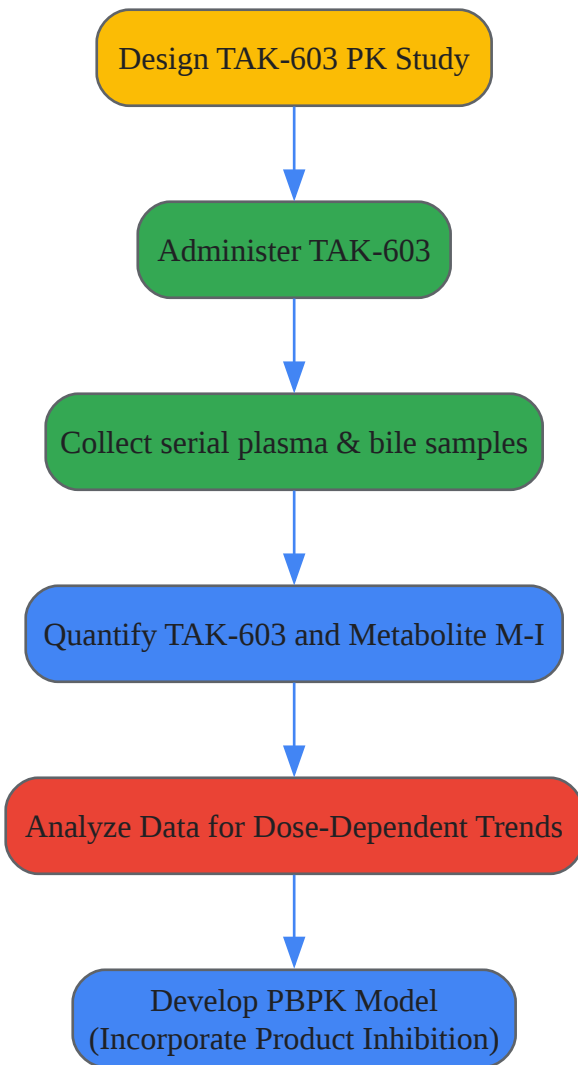 Design TAK-603 PK Study
Administer TAK-603
Collect serial plasma & bile samples
Quantify TAK-603 and Metabolite M-I
Analyze Data for Dose-Dependent Trends
Develop PBPK Model
(Incorporate Product Inhibition)